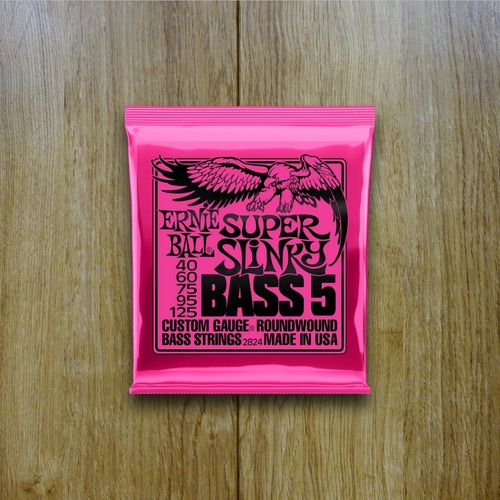 ERNIE BALL®
SUPER
SLINKY
BASS 5
40
60
75
95
125
CUSTOM GAUGE® ROUNDWOUND
BASS STRINGS 2824 MADE IN USA